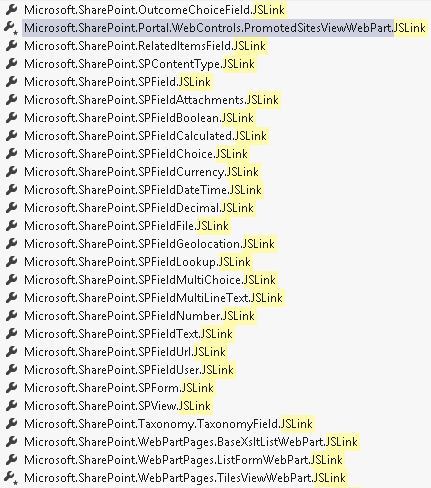 Microsoft.SharePoint.OutcomeChoiceField.JSLink
Microsoft.SharePoint.Portal.WebControls.PromotedSitesViewWebPart.JSLink
Microsoft.SharePoint.RelatedItemsField.JSLink
Microsoft.SharePoint.SPContentType.JSLink
Microsoft.SharePoint.SPField.JSLink
Microsoft.SharePoint.SPFieldAttachments.JSLink
Microsoft.SharePoint.SPFieldBoolean.JSLink
Microsoft.SharePoint.SPFieldCalculated.JSLink
Microsoft.SharePoint.SPFieldChoice.JSLink
Microsoft.SharePoint.SPFieldCurrency.JSLink
Microsoft.SharePoint.SPFieldDateTime.JSLink
Microsoft.SharePoint.SPFieldDecimal.JSLink
Microsoft.SharePoint.SPFieldFile.JSLink
Microsoft.SharePoint.SPFieldGeolocation.JSLink
Microsoft.SharePoint.SPFieldLookup.JSLink
Microsoft.SharePoint.SPFieldMultiChoice.JSLink
Microsoft.SharePoint.SPFieldMultiLineText.JSLink
Microsoft.SharePoint.SPFieldNumber.JSLink
Microsoft.SharePoint.SPFieldText.JSLink
Microsoft.SharePoint.SPFieldUrl.JSLink
Microsoft.SharePoint.SPFieldUser.JSLink
Microsoft.SharePoint.SPForm.JSLink
Microsoft.SharePoint.SPView.JSLink
Microsoft.SharePoint.Taxonomy.TaxonomyField.JSLink
Microsoft.SharePoint.WebPartPages.BaseXsltListWebPart.JSLink
Microsoft.SharePoint.WebPartPages.ListFormWebPart.JSLink
Microsoft.SharePoint.WebPartPages.TilesViewWebPart.JSLink